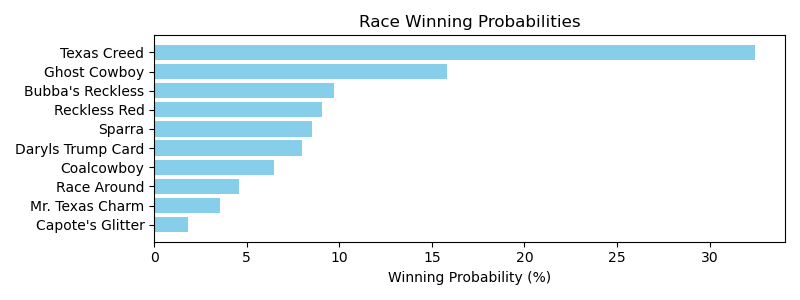 Race Winning Probabilities
Texas Creed
Ghost Cowboy
Bubba's Reckless
Reckless Red
Sparra
Daryls Trump Card
Coalcowboy
Race Around
Mr. Texas Charm
Capote's Glitter
0 5 10 15 20 25 30
Winning Probability (%)